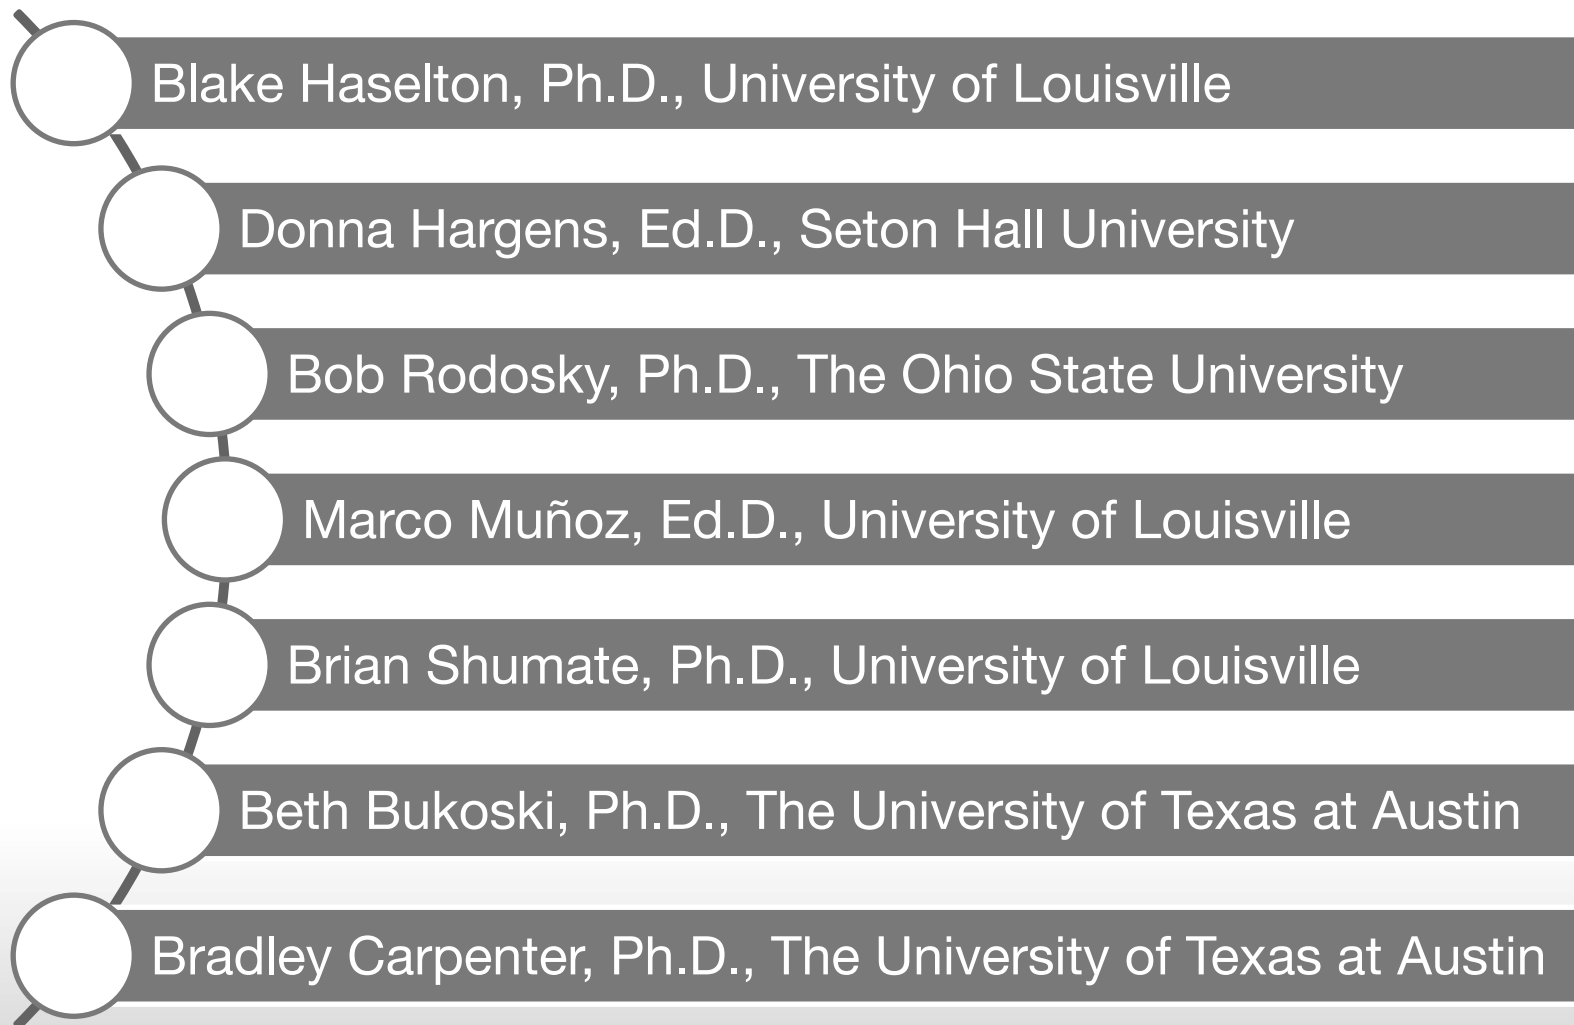 Blake Haselton, Ph.D., University of Louisville
Donna Hargens, Ed.D., Seton Hall University
Bob Rodosky, Ph.D., The Ohio State University
Marco Muñoz, Ed.D., University of Louisville
Brian Shumate, Ph.D., University of Louisville
Beth Bukoski, Ph.D., The University of Texas at Austin
Bradley Carpenter, Ph.D., The University of Texas at Austin